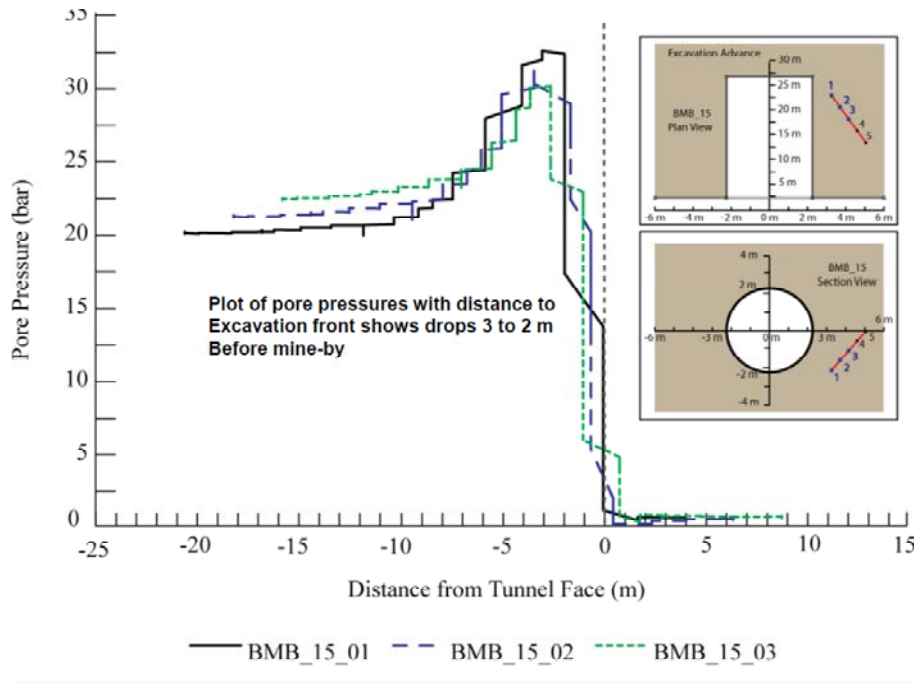 35
30
25
20
15
10
5
0
Pore Pressure (bar)
-25 -20 -15 -10 -5 0 5 10 15
Distance from Tunnel Face (m)
Plot of pore pressures with distance to
Excavation front shows drops 3 to 2 m
Before mine-by
Excavation Advance
30 m
25 m
20 m
15 m
10 m
5 m
BMB_15
Plan View
1
2
3
4
5
-6 m -4 m -2 m 0 m 2 m 4 m 6 m
4 m
2 m
BMB_15
Section View
6 m
-6 m -3 m 0 m 3 m
5
4
3
2
1
-2 m
-4 m
BMB_15_01 BMB_15_02 BMB_15_03